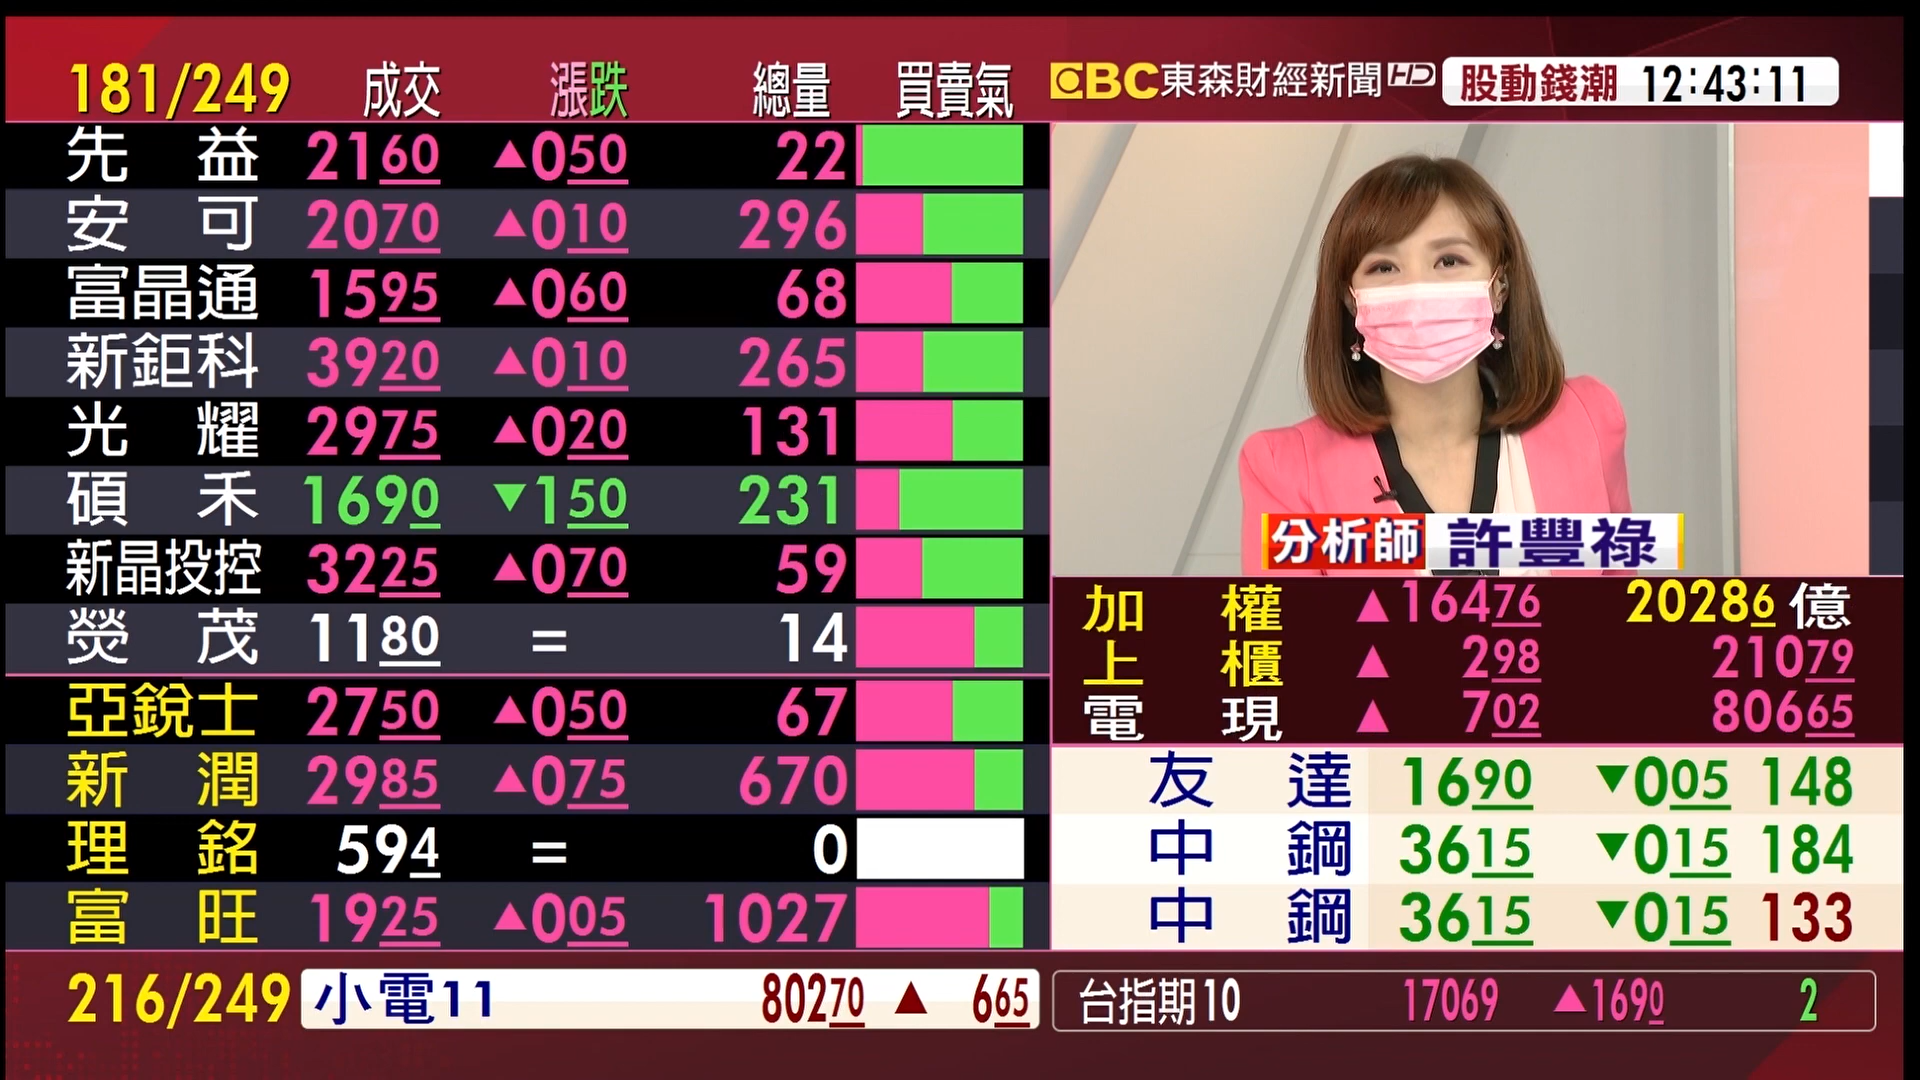 181/249 成交 漲跌 總量 買賣氣
EBC東森財經新聞HD 股動錢潮 12:43:11
先益 2160 ▲050 22
安可 2070 ▲010 296
富晶通 1595 ▲060 68
新鉅科 3920 ▲010 265
光耀 2975 ▲020 131
碩禾 1690 ▼150 231
新晶投控 3225 ▲070 59
熒茂 1180 = 14
亞銳士 2750 ▲050 67
新潤 2985 ▲075 670
理銘 594 = 0
富旺 1925 ▲005 1027
分析師 許豐祿
加權 ▲16476 20286億
上櫃 ▲298 21079
電現 ▲702 80665
友達 1690 ▼005 148
中鋼 3615 ▼015 184
中鋼 3615 ▼015 133
216/249 小電11 80270 ▲ 665
台指期10 17069 ▲1690 2